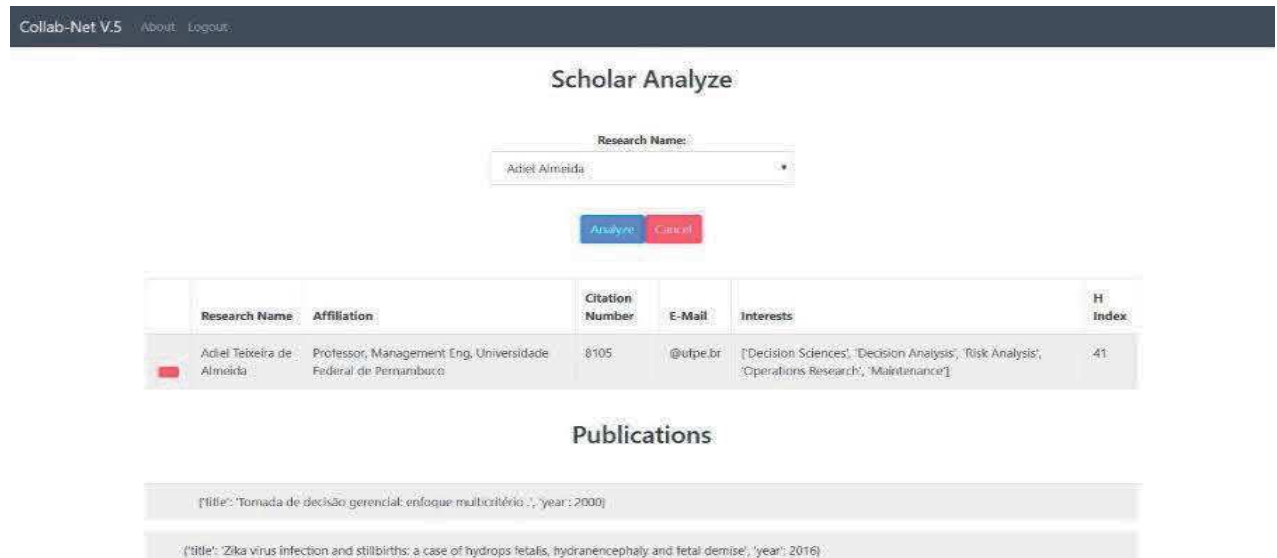 Collab-Net V.5 About Logout
Scholar Analyze
Research Name:
Adiel Almeida
Analyze Cancel
Research Name Affiliation Citation Number E-Mail Interests H Index
Adiel Teixeira de Almeida Professor, Management Eng, Universidade Federal de Pernambuco 8105 @ufpe.br ['Decision Sciences', 'Decision Analysis', 'Risk Analysis', 'Operations Research', 'Maintenance'] 41
Publications
{'title': 'Tomada de decisão gerencial: enfoque multicritério .', 'year': 2000}
{'title': 'Zika virus infection and stillbirths: a case of hydrops fetalis, hydranencephaly and fetal demise', 'year': 2016}